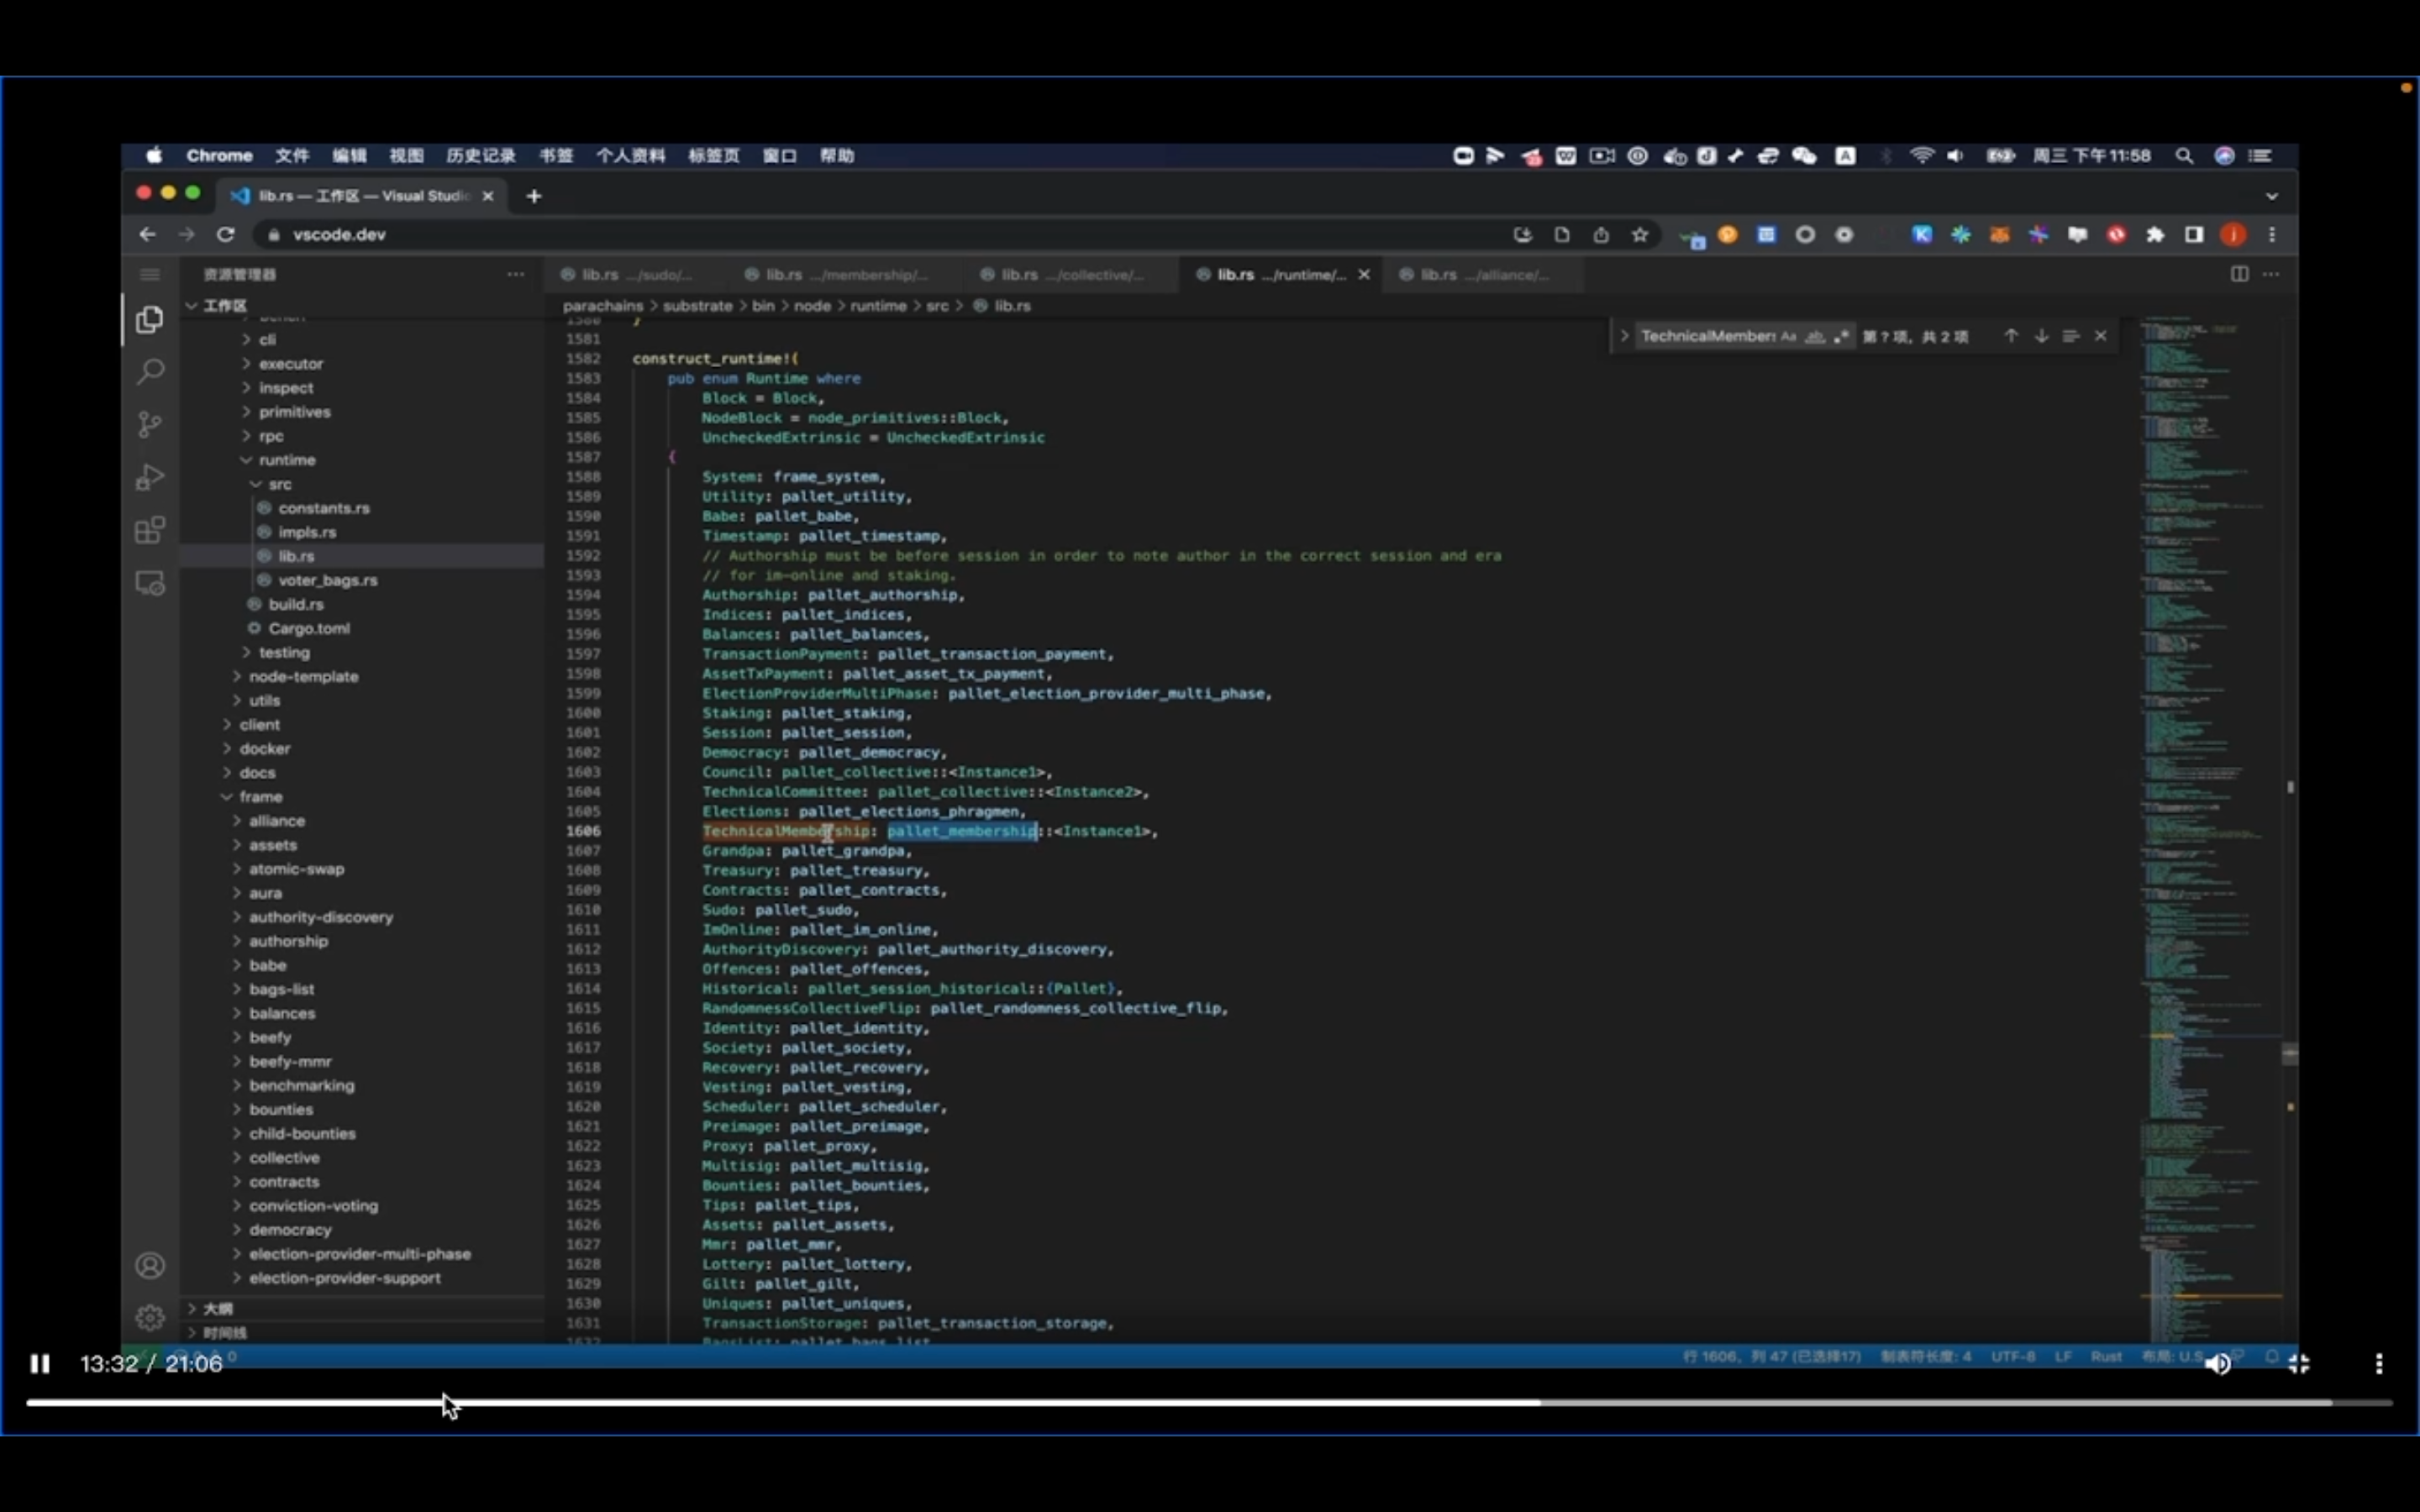 Chrome 文件 编辑 视图 历史记录 书签 个人资料 标签页 窗口 帮助
周三 下午11:58
lib.rs — 工作区 — Visual Studio
vscode.dev
资源管理器
lib.rs .../sudo/...
lib.rs .../membership/...
lib.rs .../collective/...
lib.rs .../runtime/...
lib.rs .../alliance/...
工作区
parachains > substrate > bin > node > runtime > src > lib.rs
TechnicalMember: Aa ab 第 ? 项, 共 2 项
cli
executor
inspect
primitives
rpc
runtime
src
constants.rs
impls.rs
lib.rs
voter_bags.rs
build.rs
Cargo.toml
testing
node-template
utils
client
docker
docs
frame
alliance
assets
atomic-swap
aura
authority-discovery
authorship
babe
bags-list
balances
beefy
beefy-mmr
benchmarking
bounties
child-bounties
collective
contracts
conviction-voting
democracy
election-provider-multi-phase
election-provider-support
大纲
时间线
1580 }
1581
1582 construct_runtime!(
1583 pub enum Runtime where
1584 Block = Block,
1585 NodeBlock = node_primitives::Block,
1586 UncheckedExtrinsic = UncheckedExtrinsic
1587 {
1588 System: frame_system,
1589 Utility: pallet_utility,
1590 Babe: pallet_babe,
1591 Timestamp: pallet_timestamp,
1592 // Authorship must be before session in order to note author in the correct session and era
1593 // for im-online and staking.
1594 Authorship: pallet_authorship,
1595 Indices: pallet_indices,
1596 Balances: pallet_balances,
1597 TransactionPayment: pallet_transaction_payment,
1598 AssetTxPayment: pallet_asset_tx_payment,
1599 ElectionProviderMultiPhase: pallet_election_provider_multi_phase,
1600 Staking: pallet_staking,
1601 Session: pallet_session,
1602 Democracy: pallet_democracy,
1603 Council: pallet_collective::<Instance1>,
1604 TechnicalCommittee: pallet_collective::<Instance2>,
1605 Elections: pallet_elections_phragmen,
1606 TechnicalMembership: pallet_membership::<Instance1>,
1607 Grandpa: pallet_grandpa,
1608 Treasury: pallet_treasury,
1609 Contracts: pallet_contracts,
1610 Sudo: pallet_sudo,
1611 ImOnline: pallet_im_online,
1612 AuthorityDiscovery: pallet_authority_discovery,
1613 Offences: pallet_offences,
1614 Historical: pallet_session_historical::{Pallet},
1615 RandomnessCollectiveFlip: pallet_randomness_collective_flip,
1616 Identity: pallet_identity,
1617 Society: pallet_society,
1618 Recovery: pallet_recovery,
1619 Vesting: pallet_vesting,
1620 Scheduler: pallet_scheduler,
1621 Preimage: pallet_preimage,
1622 Proxy: pallet_proxy,
1623 Multisig: pallet_multisig,
1624 Bounties: pallet_bounties,
1625 Tips: pallet_tips,
1626 Assets: pallet_assets,
1627 Mmr: pallet_mmr,
1628 Lottery: pallet_lottery,
1629 Gilt: pallet_gilt,
1630 Uniques: pallet_uniques,
1631 TransactionStorage: pallet_transaction_storage,
1632 BagsList: pallet_bags_list,
行 1606, 列 47 (已选择17) 制表符长度: 4 UTF-8 LF Rust 布局: U.S.
13:32 / 21:06